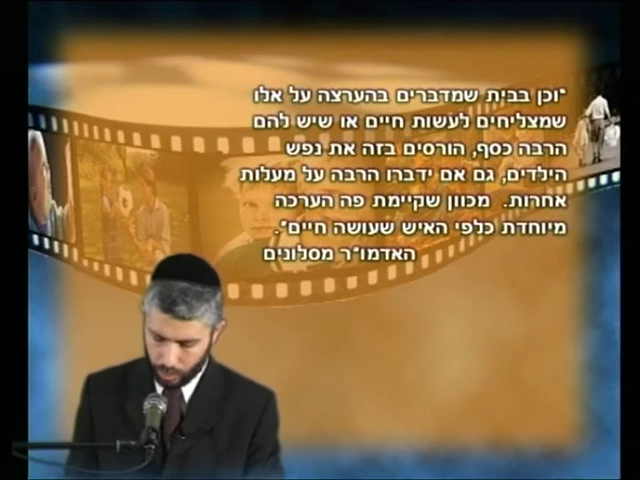 "וכן בבית שמדברים בהערצה על אלו
שמצליחים לעשות חיים או שיש להם
הרבה כסף, הורסים בזה את נפש
הילדים, גם אם ידברו הרבה על מעלות
אחרות. מכוון שקיימת פה הערכה
מיוחדת כלפי האיש שעושה חיים".
האדמו"ר מסלונים